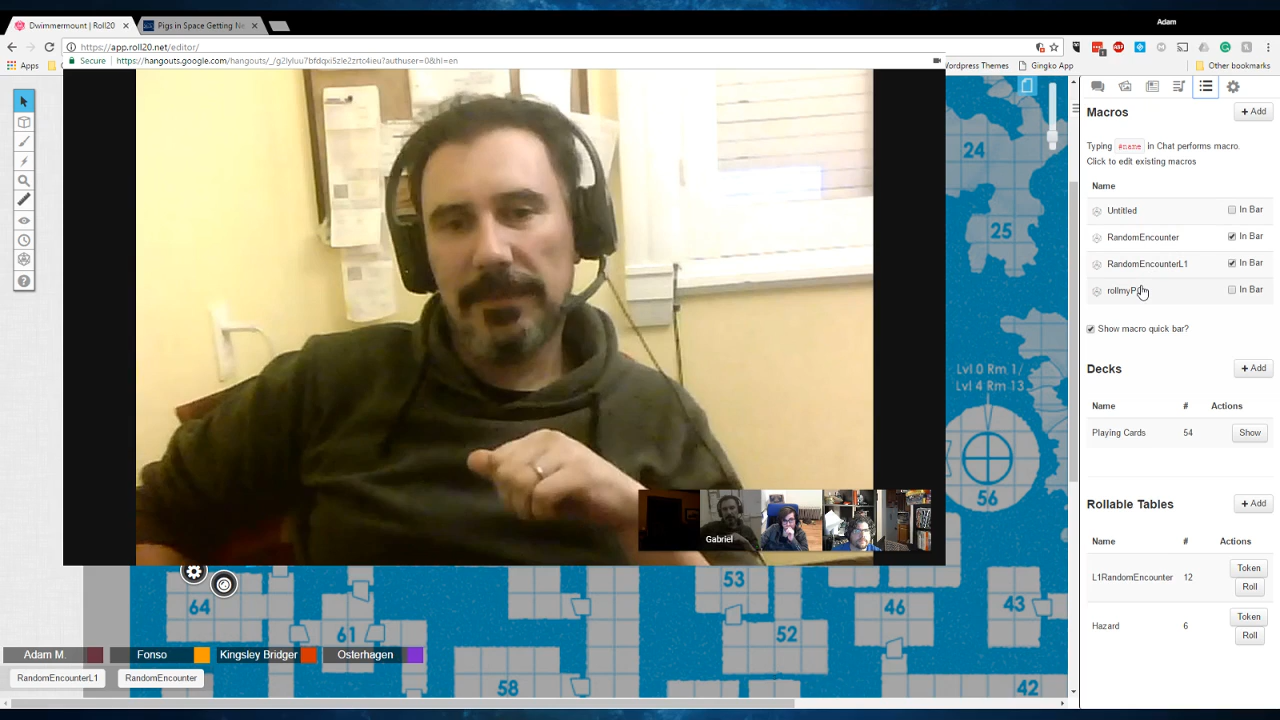 Adam
Dwimmermount | Roll20
Pigs in Space Getting Ne
https://app.roll20.net/editor/
Apps
Wordpress Themes
Gingko App
Other bookmarks
Secure
https://hangouts.google.com/hangouts/_/
Macros
+ Add
Typing #name in Chat performs macro.
Click to edit existing macros
Name
Untitled
In Bar
RandomEncounter
In Bar
RandomEncounterL1
In Bar
In Bar
Show macro quick bar?
Decks
+ Add
Name
#
Actions
Playing Cards
54
Show
Rollable Tables
+ Add
Name
#
Actions
L1RandomEncounter
12
Token
Roll
Hazard
6
Token
Roll
24
25
Lvl 0 Rm 1/
Lvl 4 Rm 13
56
Gabriel
64
61
53
52
46
43
58
42
Adam M.
Fonso
Kingsley Bridger
Osterhagen
RandomEncounterL1
RandomEncounter